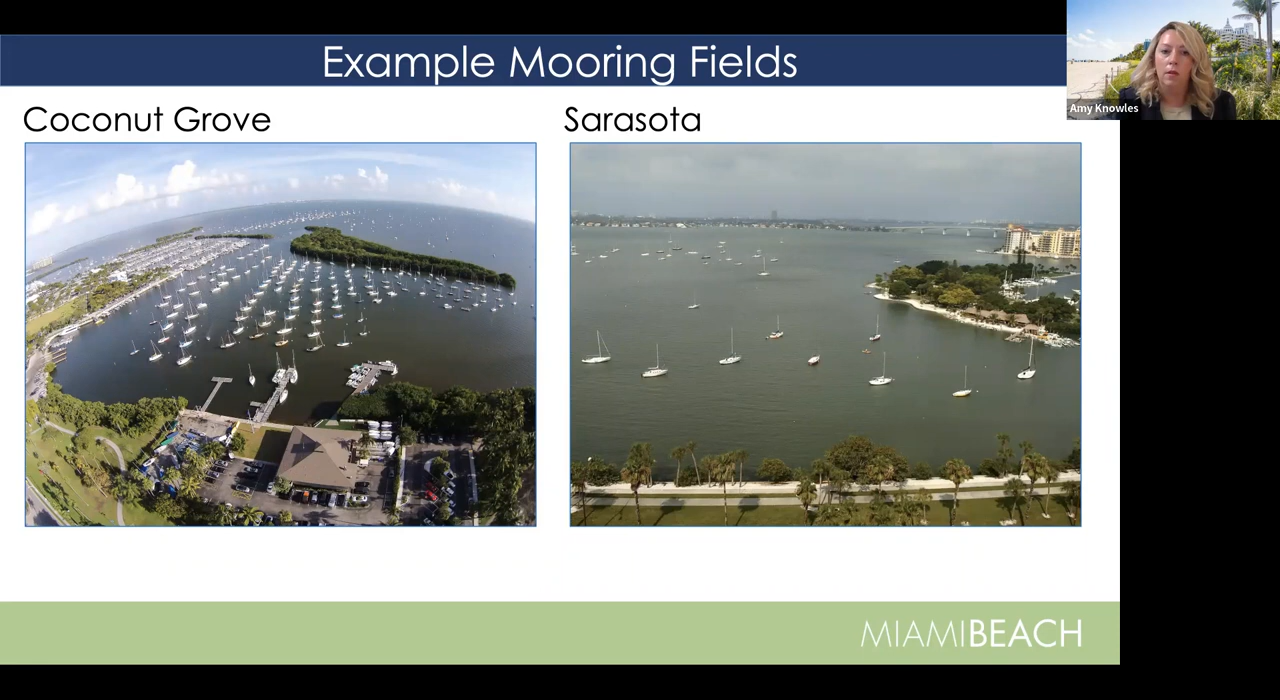 Example Mooring Fields
Amy Knowles
Coconut Grove
Sarasota
MIAMIBEACH